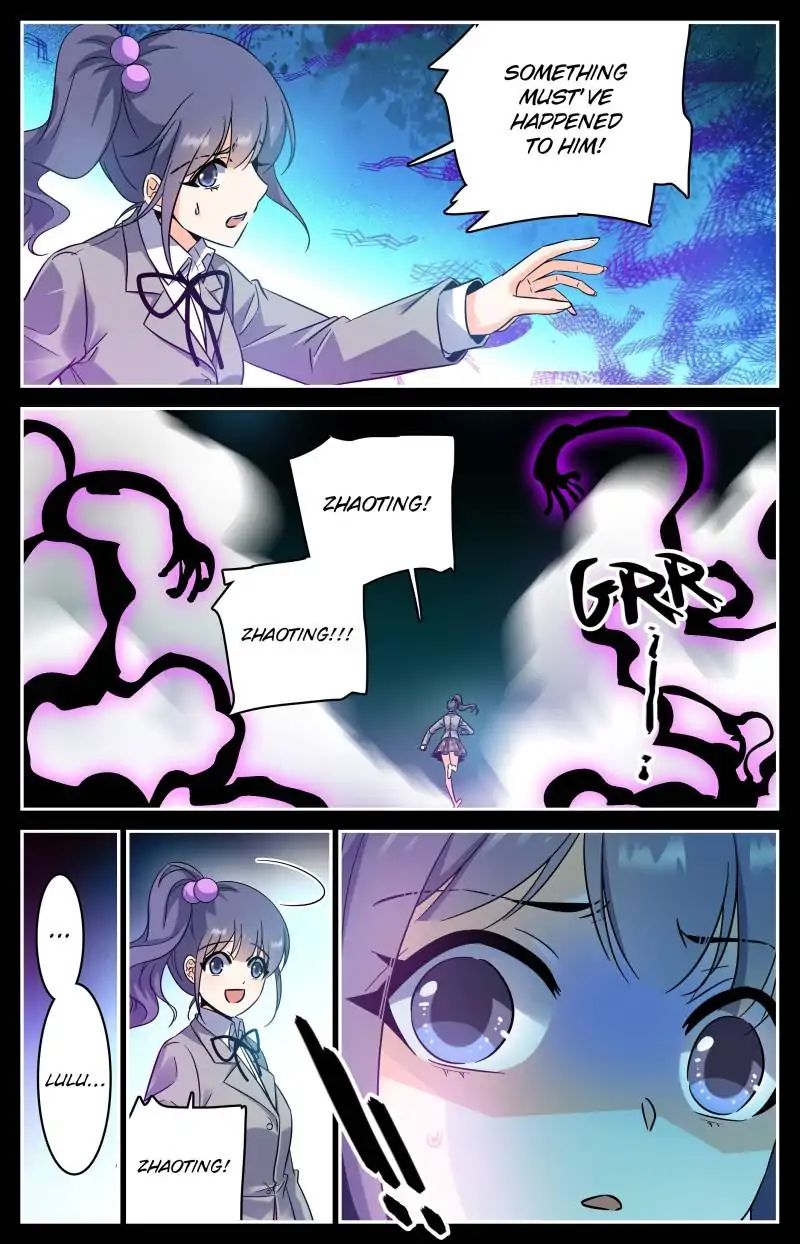 SOMETHING
MUST'VE
HAPPENED
TO HIM!
ZHAOTING!
ZHAOTING!!!
GRR
...
LULU...
ZHAOTING!
!!